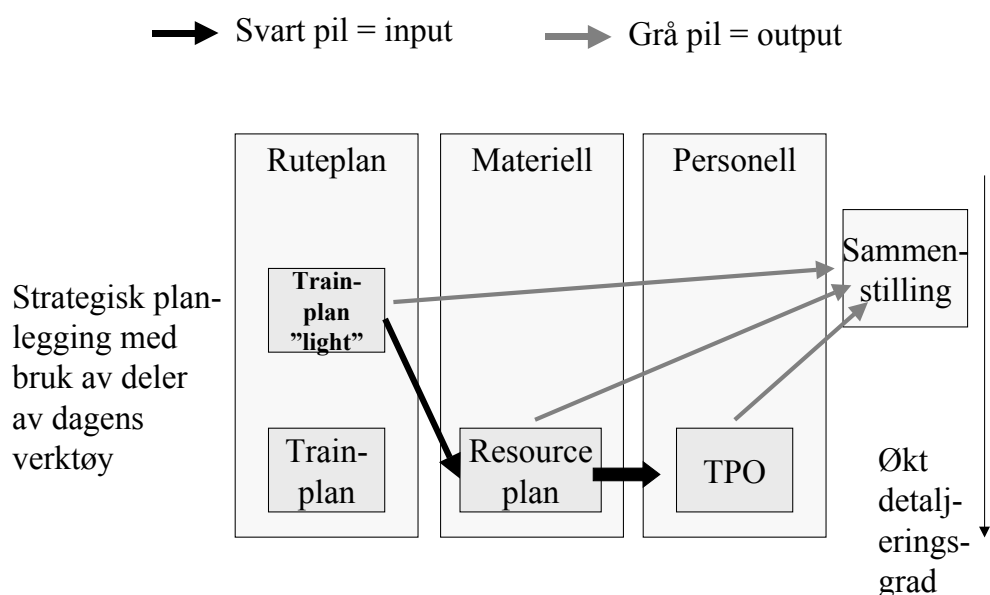 Svart pil = input
Grå pil = output
Ruteplan
Materiell
Personell
Sammen-
stilling
Train-
plan
"light"
Strategisk plan-
legging med
bruk av deler
av dagens
verktøy
Train-
plan
Resource
plan
TPO
Økt
detalj-
erings-
grad